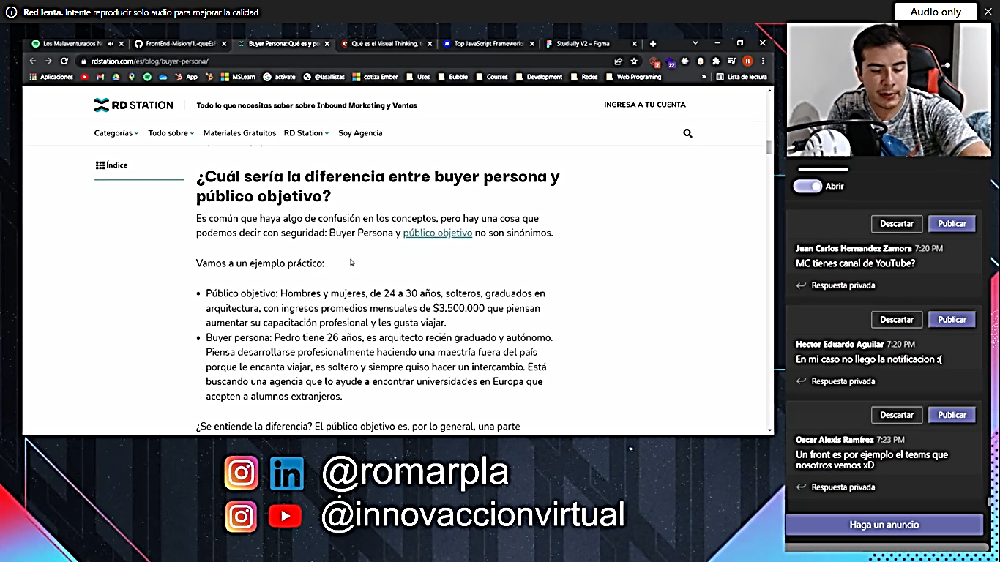 Red lenta. Intente reproducir solo audio para mejorar la calidad.
Audio only
Los Malaventurados N
FrontEnd-Mision/1.-queEsF
Buyer Persona: Qué es y po
Qué es el Visual Thinking, t
Top JavaScript Frameworks
Studially V2 – Figma
rdstation.com/es/blog/buyer-persona/
Aplicaciones
App
MSLearn
activate
@lasallistas
cotiza Ember
Uses
Bubble
Courses
Development
Redes
Web Programing
»
Lista de lectura
RD STATION
Todo lo que necesitas saber sobre Inbound Marketing y Ventas
INGRESA A TU CUENTA
Categorías
Todo sobre
Materiales Gratuitos
RD Station
Soy Agencia
Índice
¿Cuál sería la diferencia entre buyer persona y
público objetivo?
Es común que haya algo de confusión en los conceptos, pero hay una cosa que
podemos decir con seguridad: Buyer Persona y público objetivo no son sinónimos.
Vamos a un ejemplo práctico:
• Público objetivo: Hombres y mujeres, de 24 a 30 años, solteros, graduados en
arquitectura, con ingresos promedios mensuales de $3.500.000 que piensan
aumentar su capacitación profesional y les gusta viajar.
• Buyer persona: Pedro tiene 26 años, es arquitecto recién graduado y autónomo.
Piensa desarrollarse profesionalmente haciendo una maestría fuera del país
porque le encanta viajar, es soltero y siempre quiso hacer un intercambio. Está
buscando una agencia que lo ayude a encontrar universidades en Europa que
acepten a alumnos extranjeros.
¿Se entiende la diferencia? El público objetivo es, por lo general, una parte
@romarpla
@innovaccionvirtual
Abrir
Descartar
Publicar
Juan Carlos Hernandez Zamora 7:20 PM
MC tienes canal de YouTube?
Respuesta privada
Descartar
Publicar
Hector Eduardo Aguilar 7:20 PM
En mi caso no llego la notificacion :(
Respuesta privada
Descartar
Publicar
Oscar Alexis Ramírez 7:23 PM
Un front es por ejemplo el teams que
nosotros vemos xD
Respuesta privada
Haga un anuncio